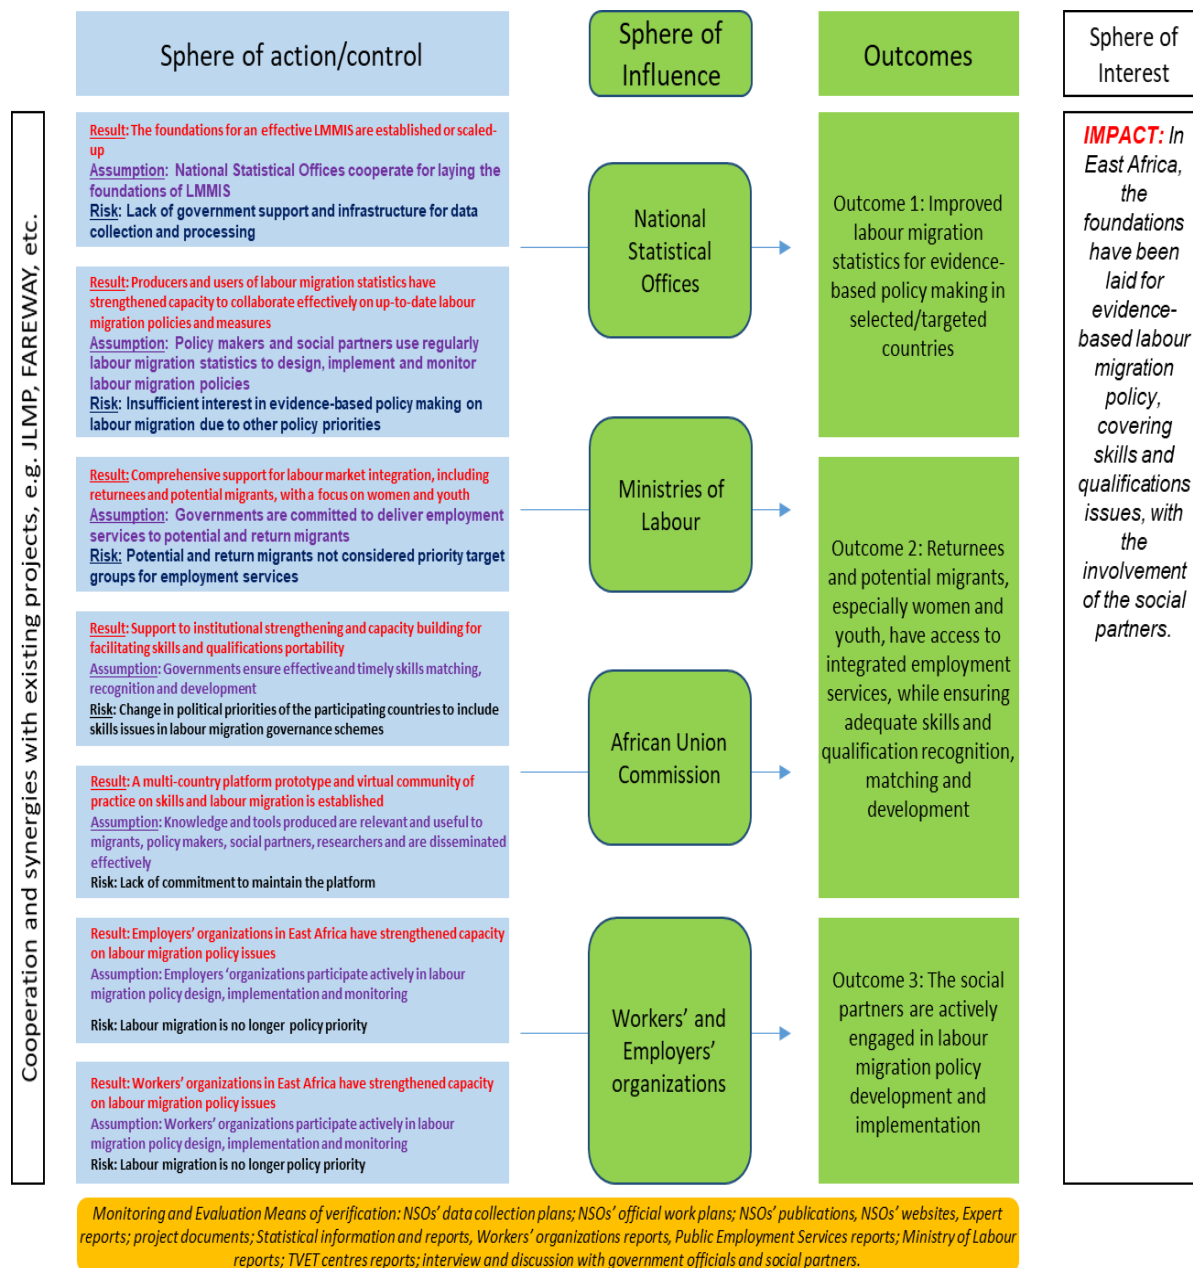 Sphere of action/control
Sphere of
Influence
Outcomes
Sphere of
Interest
Cooperation and synergies with existing projects, e.g. JLMP, FAREWAY, etc.
Result: The foundations for an effective LMMIS are established or scaled-
up
Assumption: National Statistical Offices cooperate for laying the
foundations of LMMIS
Risk: Lack of government support and infrastructure for data
collection and processing
Result: Producers and users of labour migration statistics have
strengthened capacity to collaborate effectively on up-to-date labour
migration policies and measures
Assumption: Policy makers and social partners use regularly
labour migration statistics to design, implement and monitor
labour migration policies
Risk: Insufficient interest in evidence-based policy making on
labour migration due to other policy priorities
Result: Comprehensive support for labour market integration, including
returnees and potential migrants, with a focus on women and youth
Assumption: Governments are committed to deliver employment
services to potential and return migrants
Risk: Potential and return migrants not considered priority target
groups for employment services
Result: Support to institutional strengthening and capacity building for
facilitating skills and qualifications portability
Assumption: Governments ensure effective and timely skills matching,
recognition and development
Risk: Change in political priorities of the participating countries to include
skills issues in labour migration governance schemes
Result: A multi-country platform prototype and virtual community of
practice on skills and labour migration is established
Assumption: Knowledge and tools produced are relevant and useful to
migrants, policy makers, social partners, researchers and are disseminated
effectively
Risk: Lack of commitment to maintain the platform
Result: Employers' organizations in East Africa have strengthened capacity
on labour migration policy issues
Assumption: Employers 'organizations participate actively in labour
migration policy design, implementation and monitoring
Risk: Labour migration is no longer policy priority
Result: Workers' organizations in East Africa have strengthened capacity
on labour migration policy issues
Assumption: Workers' organizations participate actively in labour
migration policy design, implementation and monitoring
Risk: Labour migration is no longer policy priority
National
Statistical
Offices
Ministries of
Labour
African Union
Commission
Workers' and
Employers'
organizations
Outcome 1: Improved
labour migration
statistics for evidence-
based policy making in
selected/targeted
countries
Outcome 2: Returnees
and potential migrants,
especially women and
youth, have access to
integrated employment
services, while ensuring
adequate skills and
qualification recognition,
matching and
development
Outcome 3: The social
partners are actively
engaged in labour
migration policy
development and
implementation
IMPACT: In
East Africa,
the
foundations
have been
laid for
evidence-
based labour
migration
policy,
covering
skills and
qualifications
issues, with
the
involvement
of the social
partners.
Monitoring and Evaluation Means of verification: NSOs' data collection plans; NSOs' official work plans; NSOs' publications, NSOs' websites, Expert
reports; project documents; Statistical information and reports, Workers' organizations reports, Public Employment Services reports; Ministry of Labour
reports; TVET centres reports; interview and discussion with government officials and social partners.